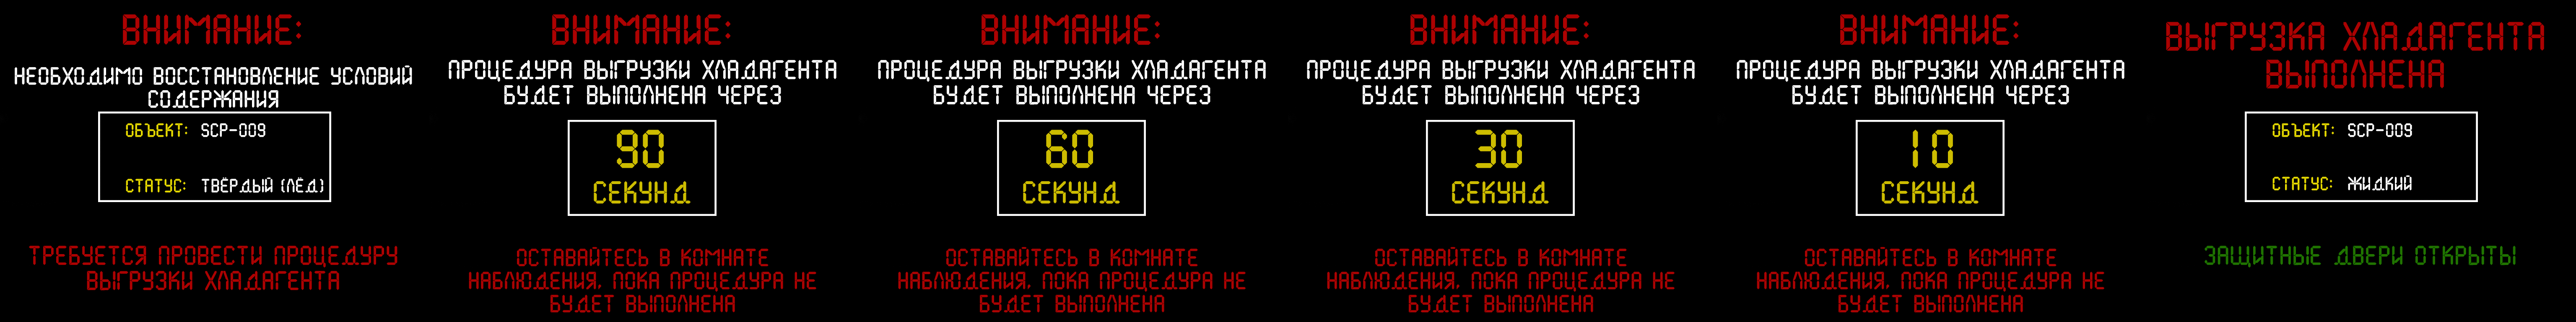 ВНИМАНИЕ:
НЕОБХОДИМО ВОССТАНОВЛЕНИЕ УСЛОВИЙ
СОДЕРЖАНИЯ
ОБЪЕКТ: SCP-009
СТАТУС: ТВЁРДЫЙ (ЛЁД)
ТРЕБУЕТСЯ ПРОВЕСТИ ПРОЦЕДУРУ
ВЫГРУЗКИ ХЛАДАГЕНТА
ВНИМАНИЕ:
ПРОЦЕДУРА ВЫГРУЗКИ ХЛАДАГЕНТА
БУДЕТ ВЫПОЛНЕНА ЧЕРЕЗ
90
СЕКУНД
ОСТАВАЙТЕСЬ В КОМНАТЕ
НАБЛЮДЕНИЯ, ПОКА ПРОЦЕДУРА НЕ
БУДЕТ ВЫПОЛНЕНА
ВНИМАНИЕ:
ПРОЦЕДУРА ВЫГРУЗКИ ХЛАДАГЕНТА
БУДЕТ ВЫПОЛНЕНА ЧЕРЕЗ
60
СЕКУНД
ОСТАВАЙТЕСЬ В КОМНАТЕ
НАБЛЮДЕНИЯ, ПОКА ПРОЦЕДУРА НЕ
БУДЕТ ВЫПОЛНЕНА
ВНИМАНИЕ:
ПРОЦЕДУРА ВЫГРУЗКИ ХЛАДАГЕНТА
БУДЕТ ВЫПОЛНЕНА ЧЕРЕЗ
30
СЕКУНД
ОСТАВАЙТЕСЬ В КОМНАТЕ
НАБЛЮДЕНИЯ, ПОКА ПРОЦЕДУРА НЕ
БУДЕТ ВЫПОЛНЕНА
ВНИМАНИЕ:
ПРОЦЕДУРА ВЫГРУЗКИ ХЛАДАГЕНТА
БУДЕТ ВЫПОЛНЕНА ЧЕРЕЗ
10
СЕКУНД
ОСТАВАЙТЕСЬ В КОМНАТЕ
НАБЛЮДЕНИЯ, ПОКА ПРОЦЕДУРА НЕ
БУДЕТ ВЫПОЛНЕНА
ВЫГРУЗКА ХЛАДАГЕНТА
ВЫПОЛНЕНА
ОБЪЕКТ: SCP-009
СТАТУС: ЖИДКИЙ
ЗАЩИТНЫЕ ДВЕРИ ОТКРЫТЫ